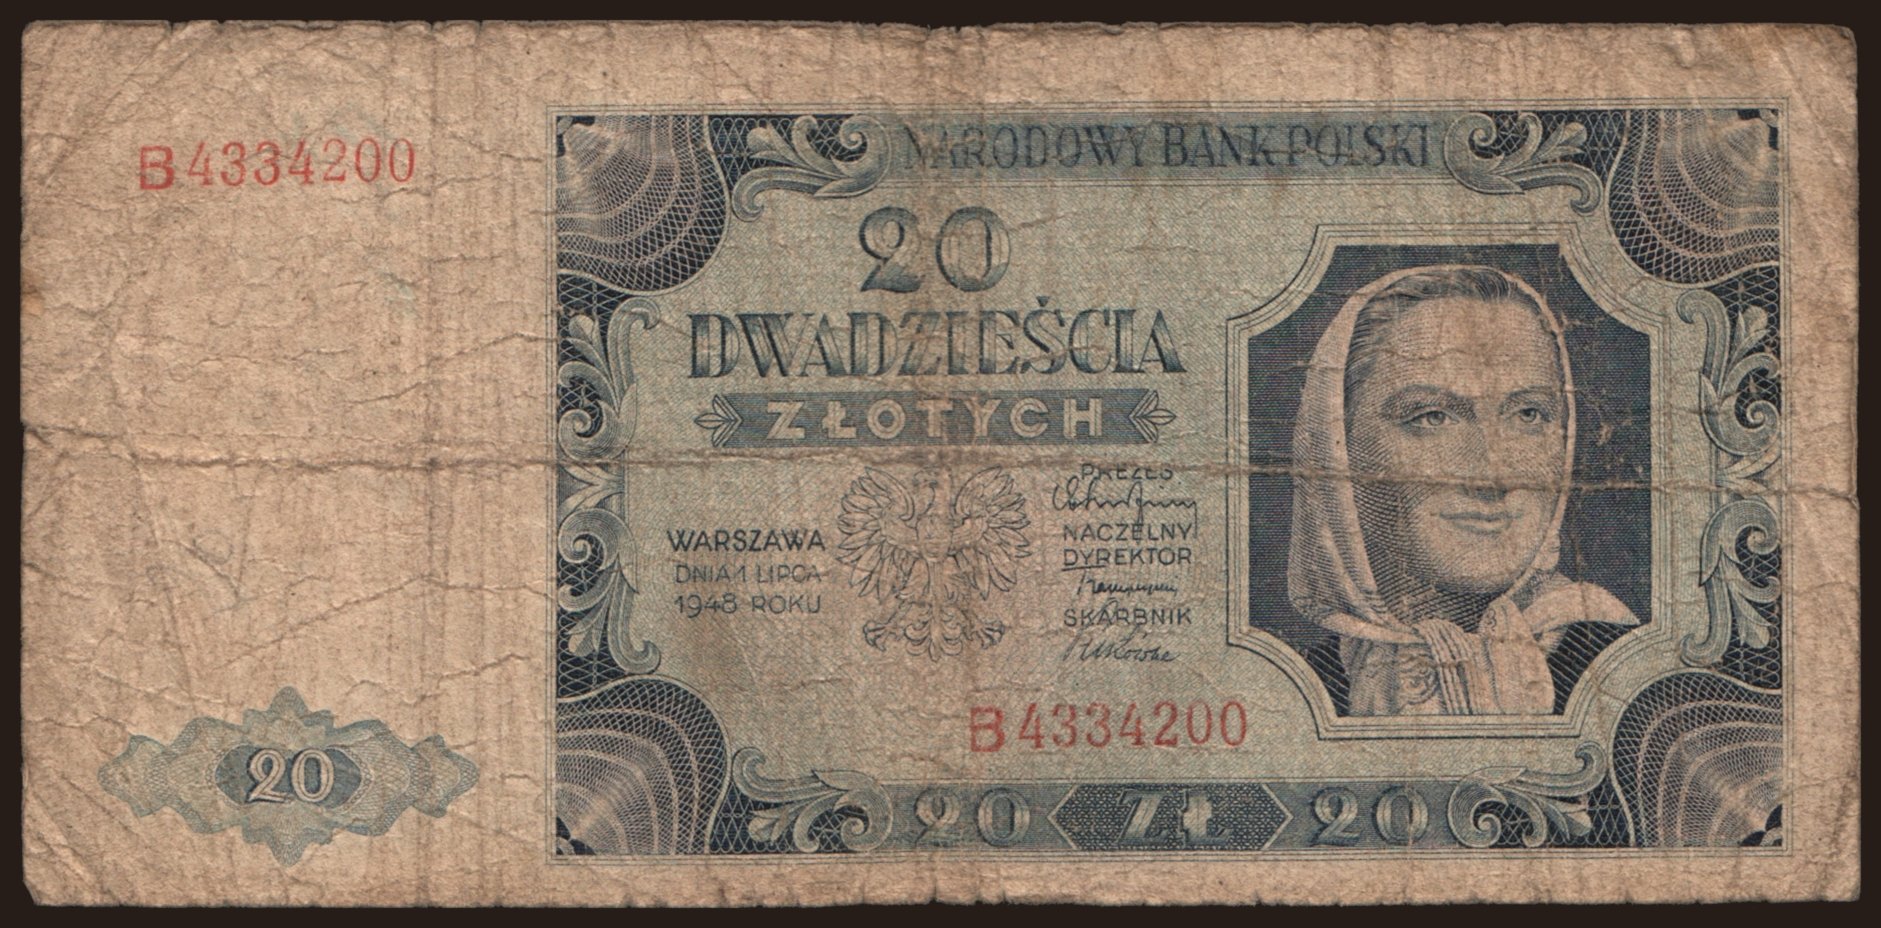 B4334200
NARODOWY BANK POLSKI
20
DWADZIEŚCIA
ZŁOTYCH
PREZES
NACZELNY
DYREKTOR
WARSZAWA
DNIA 1 LIPCA
1948 ROKU
SKARBNIK
B4334200
20
20 ZŁ 20